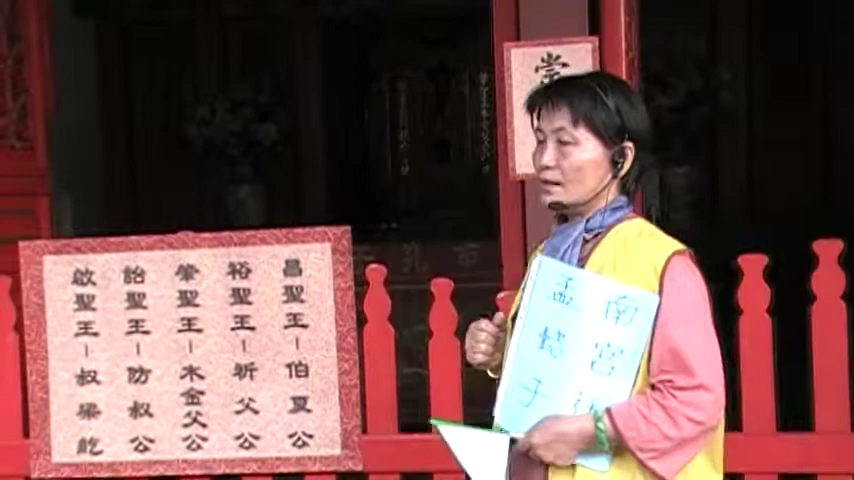 崇
昌聖王-伯夏公
裕聖王-祈父公
肇聖王-木金父公
詒聖王-防叔公
啟聖王-叔梁紇
南宮
孟懿子